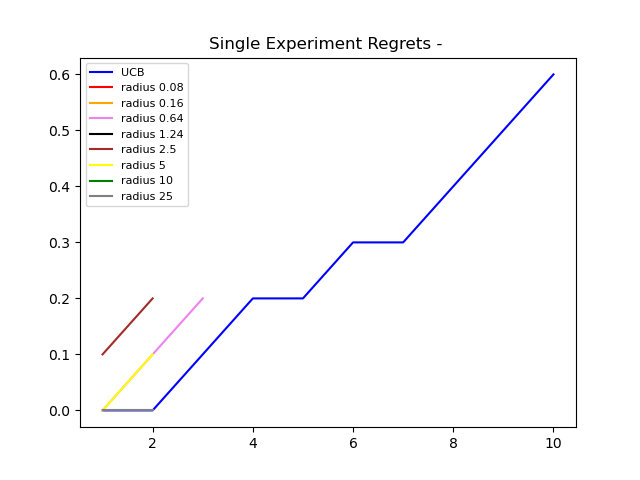 Single Experiment Regrets -
UCB
radius 0.08
radius 0.16
radius 0.64
radius 1.24
radius 2.5
radius 5
radius 10
radius 25
0.6
0.5
0.4
0.3
0.2
0.1
0.0
2 4 6 8 10